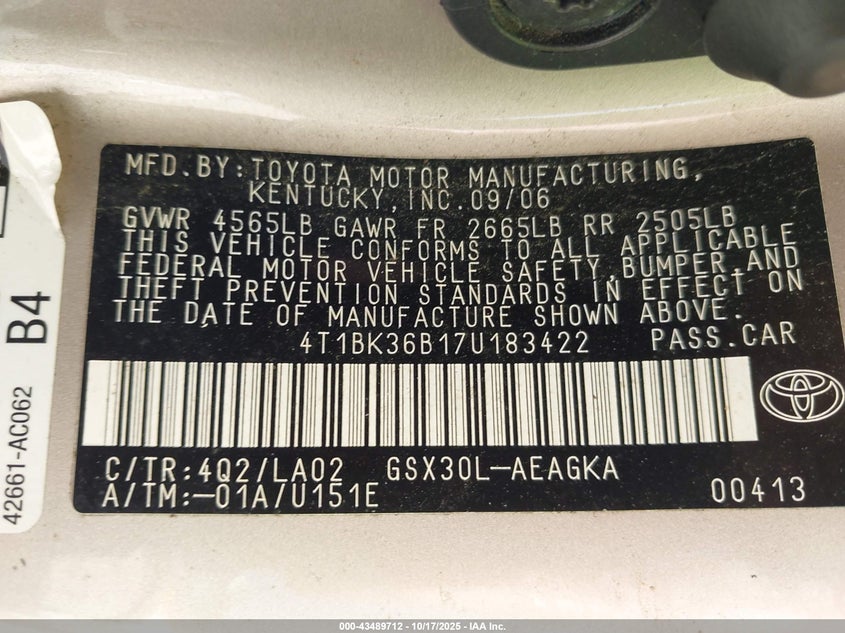 MFD.BY:TOYOTA MOTOR MANUFACTURING,
KENTUCKY, INC.09/06
GVWR 4565LB GAWR FR 2665LB RR 2505LB
THIS VEHICLE CONFORMS TO ALL APPLICABLE
FEDERAL MOTOR VEHICLE SAFETY,BUMPER,AND
THEFT PREVENTION STANDARDS IN EFFECT ON
THE DATE OF MANUFACTURE SHOWN ABOVE.
4T1BK36B17U183422 PASS.CAR
C/TR:4Q2/LA02 GSX30L-AEAGKA
A/TM:-01A/U151E 00413
42661-AC062 B4
000-43489712 - 10/17/2025 - IAA Inc.